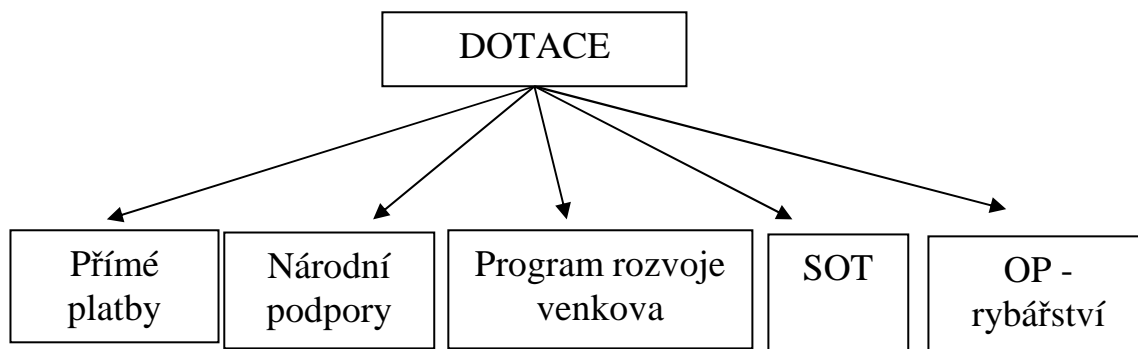 DOTACE
Přímé
platby
Národní
podpory
Program rozvoje
venkova
SOT
OP -
rybářství